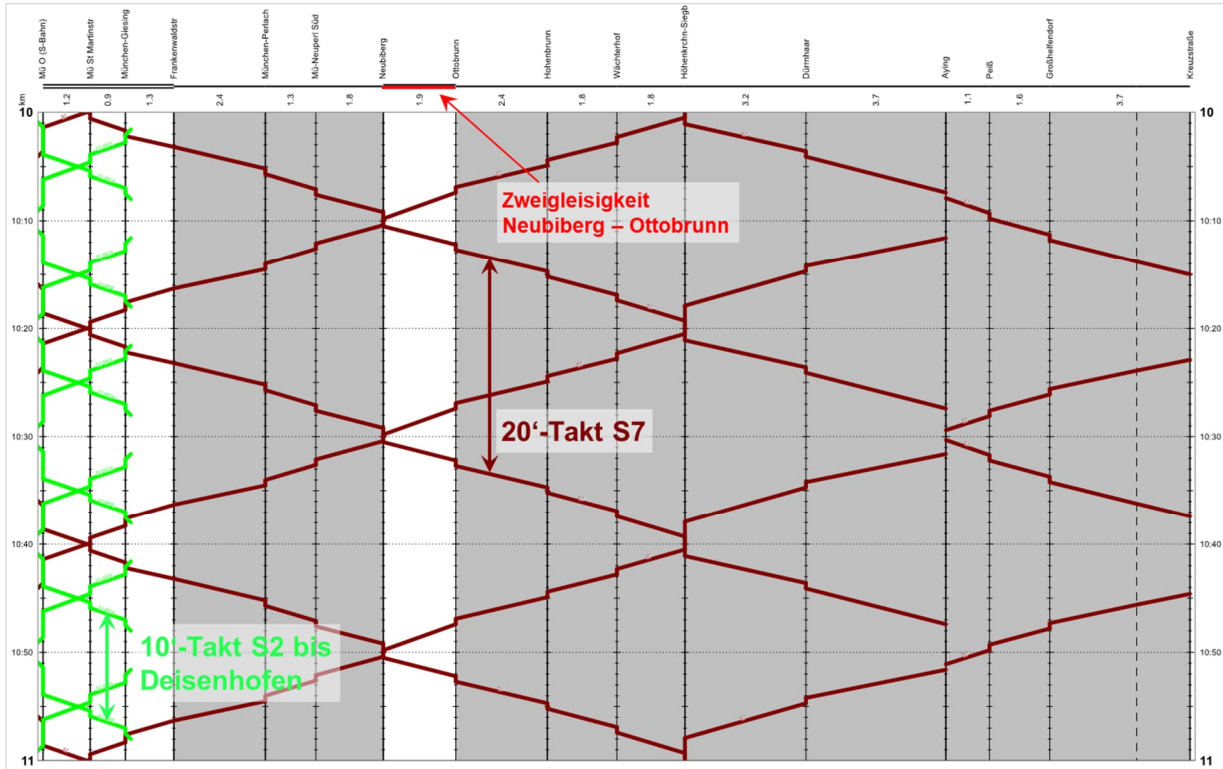 Mü O (S-Bahn)
Mü St Martinstr
München-Giesing
Frankenwaldstr
München-Perlach
Mü-Neuperl Süd
Neubiberg
Ottobrunn
Hohenbrunn
Wächterhof
Höhenkrchn-Siegb
Dürrnhaar
Aying
Peiß
Großhelfendorf
Kreuzstraße
km
1.2
0.9
1.3
2.4
1.3
1.8
1.9
2.4
1.8
1.8
3.2
3.7
1.1
1.6
3.7
10
10
Zweigleisigkeit
Neubiberg – Ottobrunn
10:10
10:10
10:20
10:20
20‘-Takt S7
10:30
10:30
10:40
10:40
10‘-Takt S2 bis
Deisenhofen
10:50
10:50
11
11